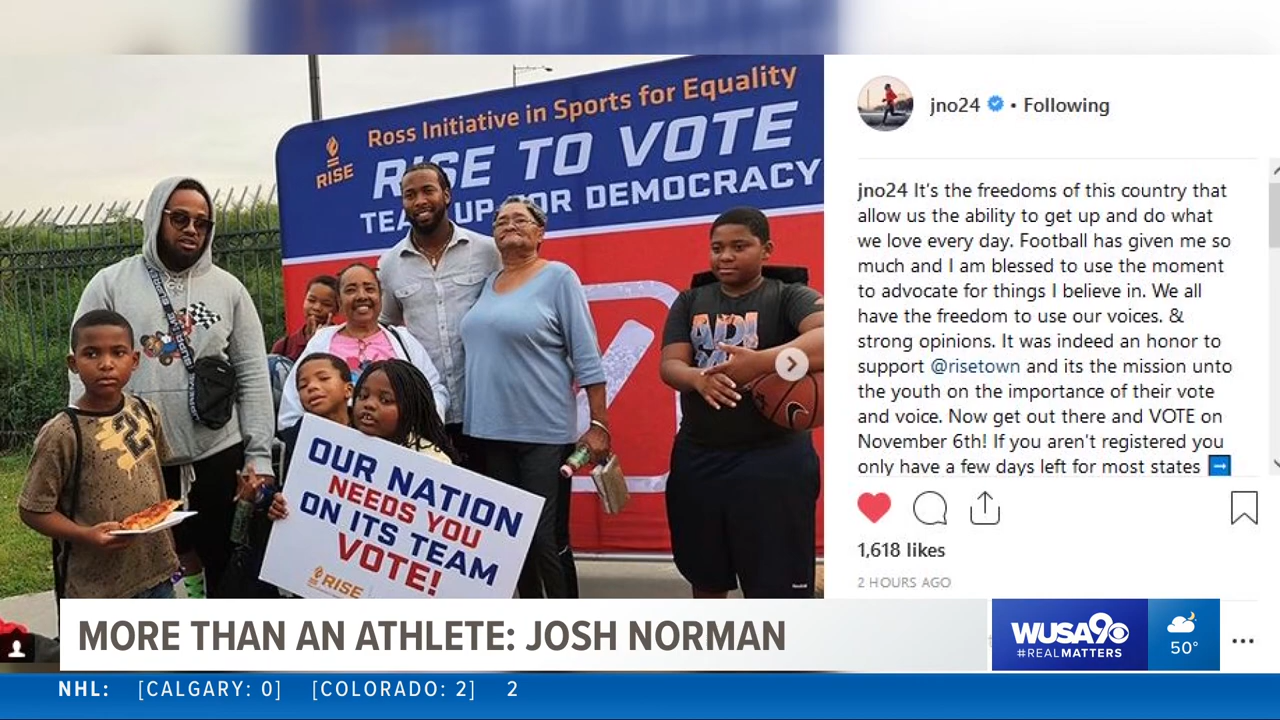 Ross Initiative in Sports for Equality
RISE
RISE TO VOTE
TEAM UP FOR DEMOCRACY
OUR NATION
NEEDS YOU
ON ITS TEAM
VOTE!
RISE
jno24 • Following
jno24 It's the freedoms of this country that
allow us the ability to get up and do what
we love every day. Football has given me so
much and I am blessed to use the moment
to advocate for things I believe in. We all
have the freedom to use our voices. &
strong opinions. It was indeed an honor to
support @risetown and its the mission unto
the youth on the importance of their vote
and voice. Now get out there and VOTE on
November 6th! If you aren't registered you
only have a few days left for most states ➡
1,618 likes
2 HOURS AGO
MORE THAN AN ATHLETE: JOSH NORMAN
WUSA9
#REALMATTERS
50°
NHL: [CALGARY: 0] [COLORADO: 2] 2